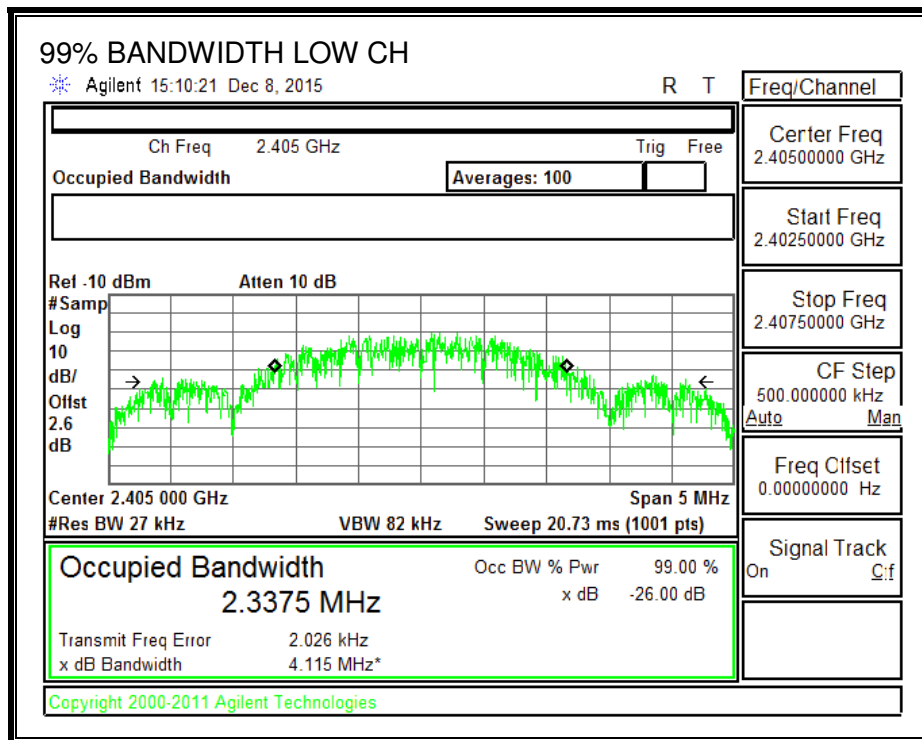 99% BANDWIDTH LOW CH
Agilent 15:10:21 Dec 8, 2015 R T
Freq/Channel
Ch Freq 2.405 GHz Trig Free
Occupied Bandwidth Averages: 100
Center Freq
2.40500000 GHz
Start Freq
2.40250000 GHz
Stop Freq
2.40750000 GHz
CF Step
500.000000 kHz
Auto Man
Freq Offset
0.00000000 Hz
Signal Track
On Off
Ref -10 dBm Atten 10 dB
#Samp
Log
10
dB/
Offst
2.6
dB
Center 2.405 000 GHz Span 5 MHz
#Res BW 27 kHz VBW 82 kHz Sweep 20.73 ms (1001 pts)
Occupied Bandwidth Occ BW % Pwr 99.00 %
2.3375 MHz x dB -26.00 dB
Transmit Freq Error 2.026 kHz
x dB Bandwidth 4.115 MHz*
Copyright 2000-2011 Agilent Technologies